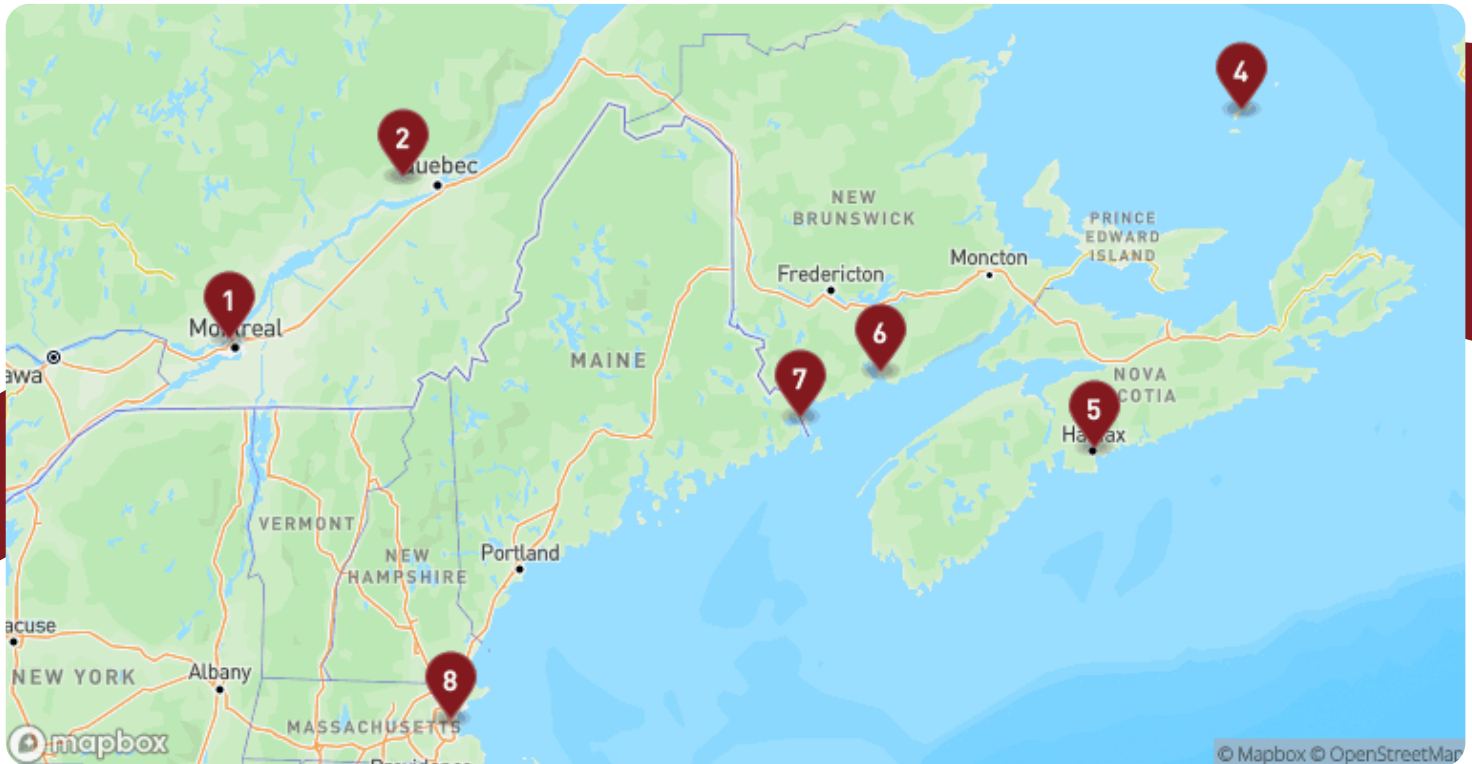 4
2
Quebec
NEW
BRUNSWICK
PRINCE
EDWARD
ISLAND
Moncton
Fredericton
1
Montreal
awa
6
MAINE
7
NOVA
SCOTIA
5
Halifax
VERMONT
NEW
HAMPSHIRE
Portland
acuse
NEW YORK
Albany
8
MASSACHUSETTS
mapbox
Providence
© Mapbox © OpenStreetMap